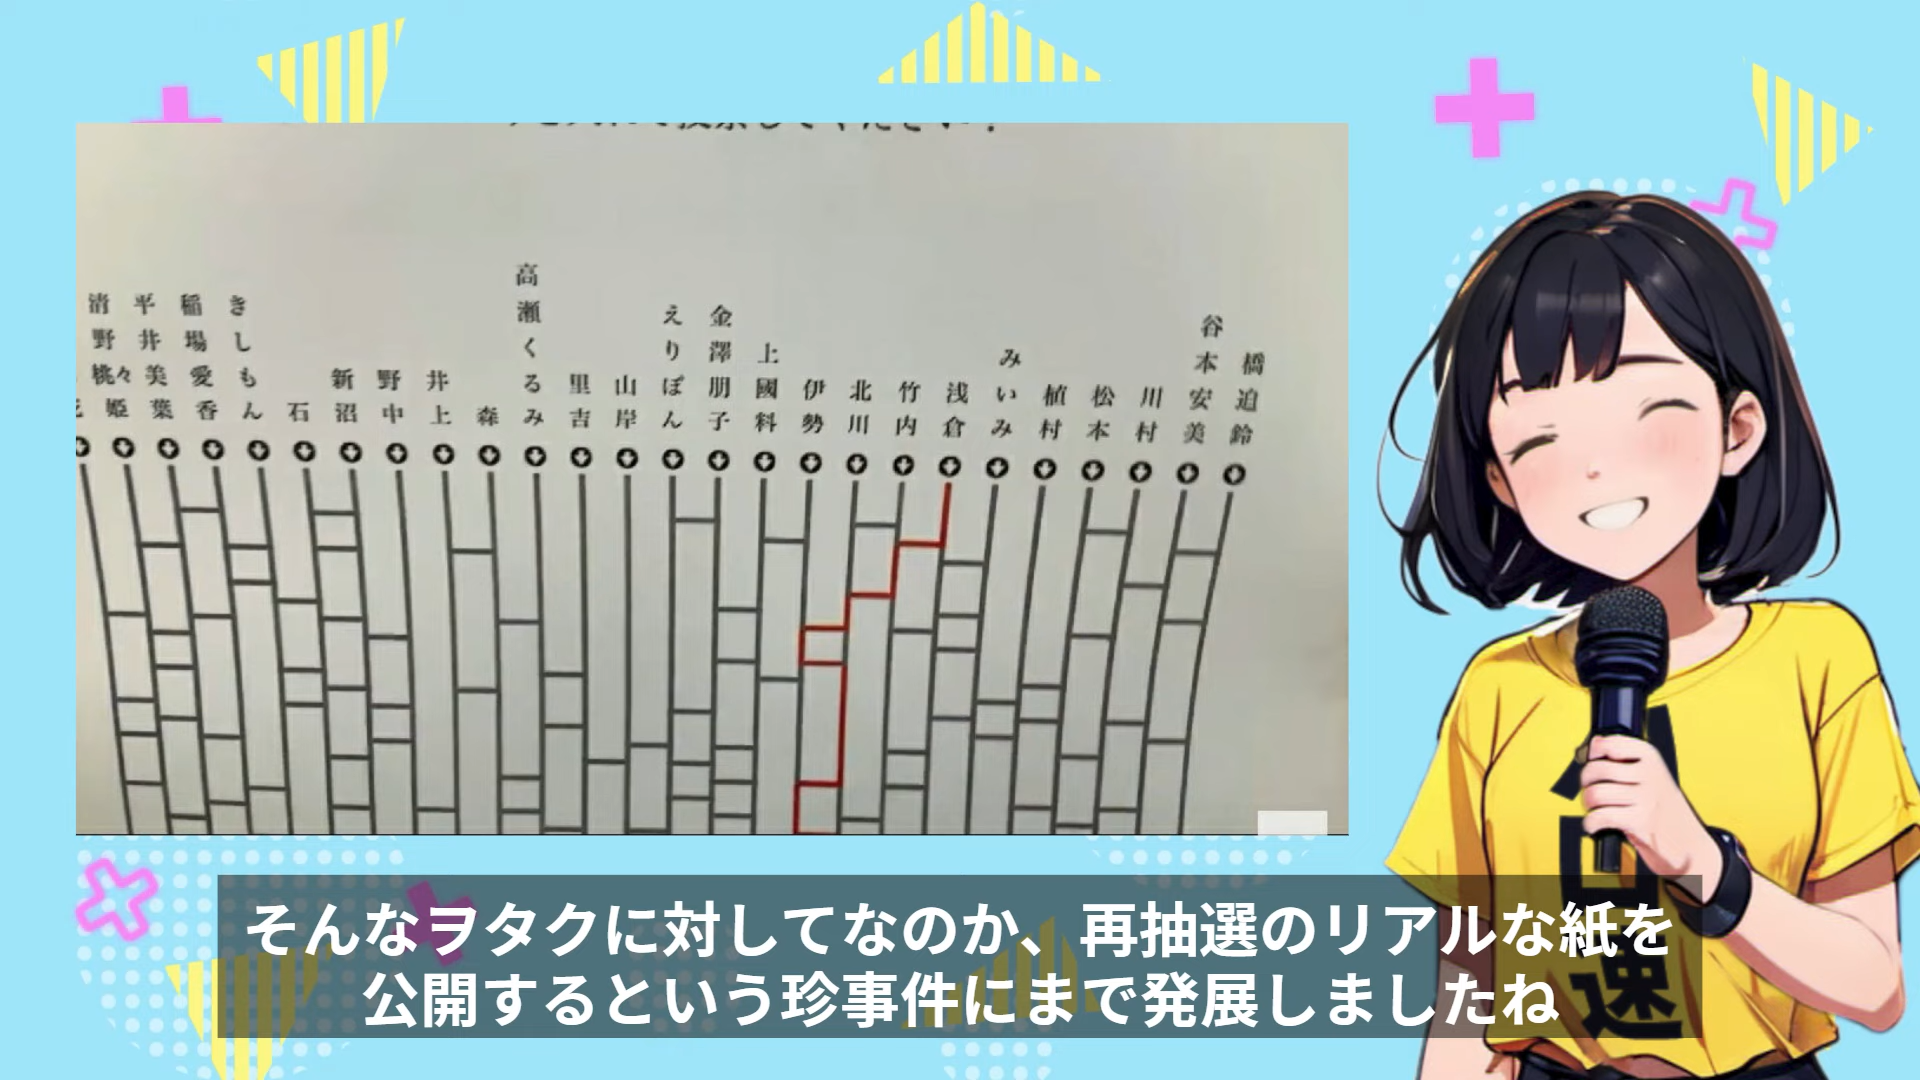 清野桃々姫
平井美葉
稲場愛香
きしもん
石
新沼
野中
井上
森
高瀬くるみ
里吉
山岸
えりぽん
金澤朋子
上國料
伊勢
北川
竹内
浅倉
みいみ
植村
松本
川村
谷本安美
橋迫鈴
そんなヲタクに対してなのか、再抽選のリアルな紙を
公開するという珍事件にまで発展しましたね